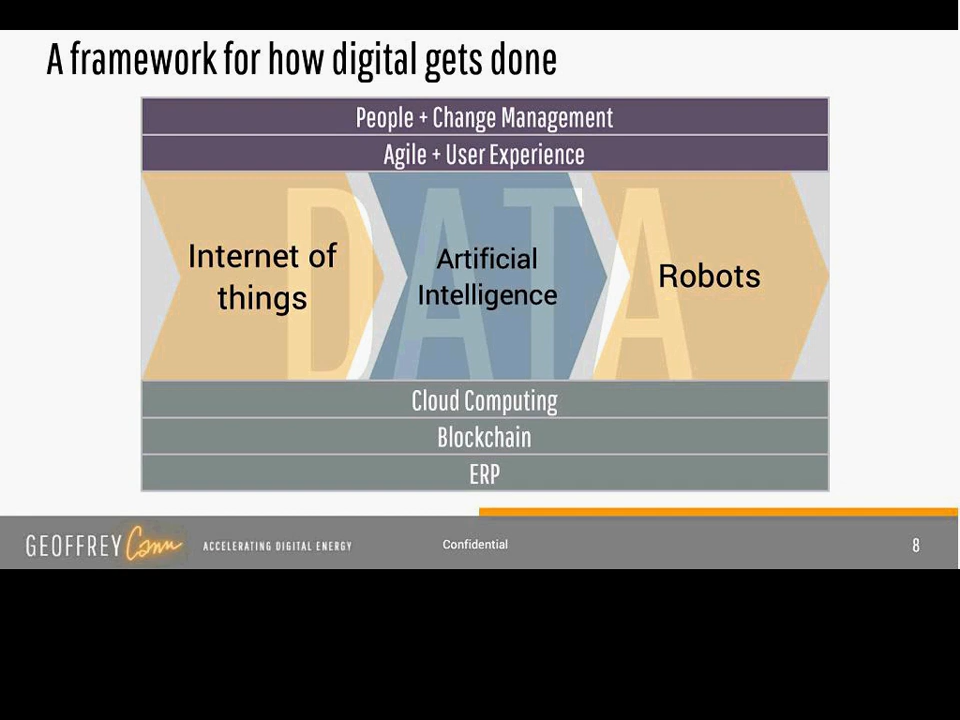 A framework for how digital gets done
People + Change Management
Agile + User Experience
DATA
Internet of
things
Artificial
Intelligence
Robots
Cloud Computing
Blockchain
ERP
GEOFFREY Cann ACCELERATING DIGITAL ENERGY
Confidential
8